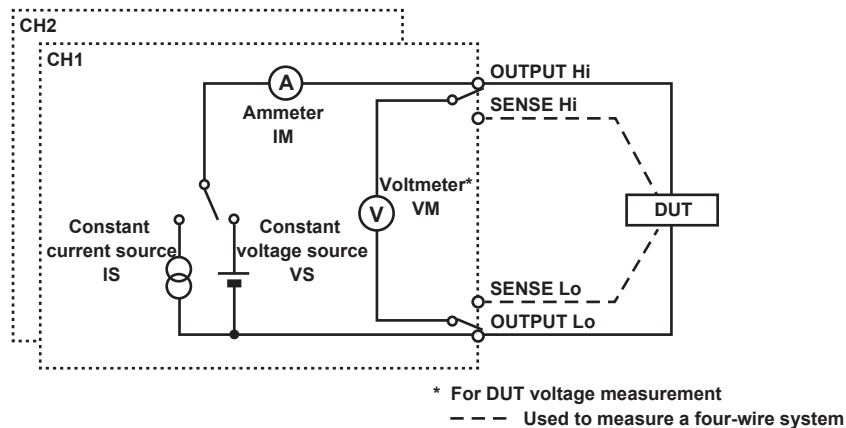 CH2
CH1
A
Ammeter
IM
OUTPUT Hi
SENSE Hi
Voltmeter*
VM
V
DUT
Constant
current source
IS
Constant
voltage source
VS
SENSE Lo
OUTPUT Lo
* For DUT voltage measurement
Used to measure a four-wire system